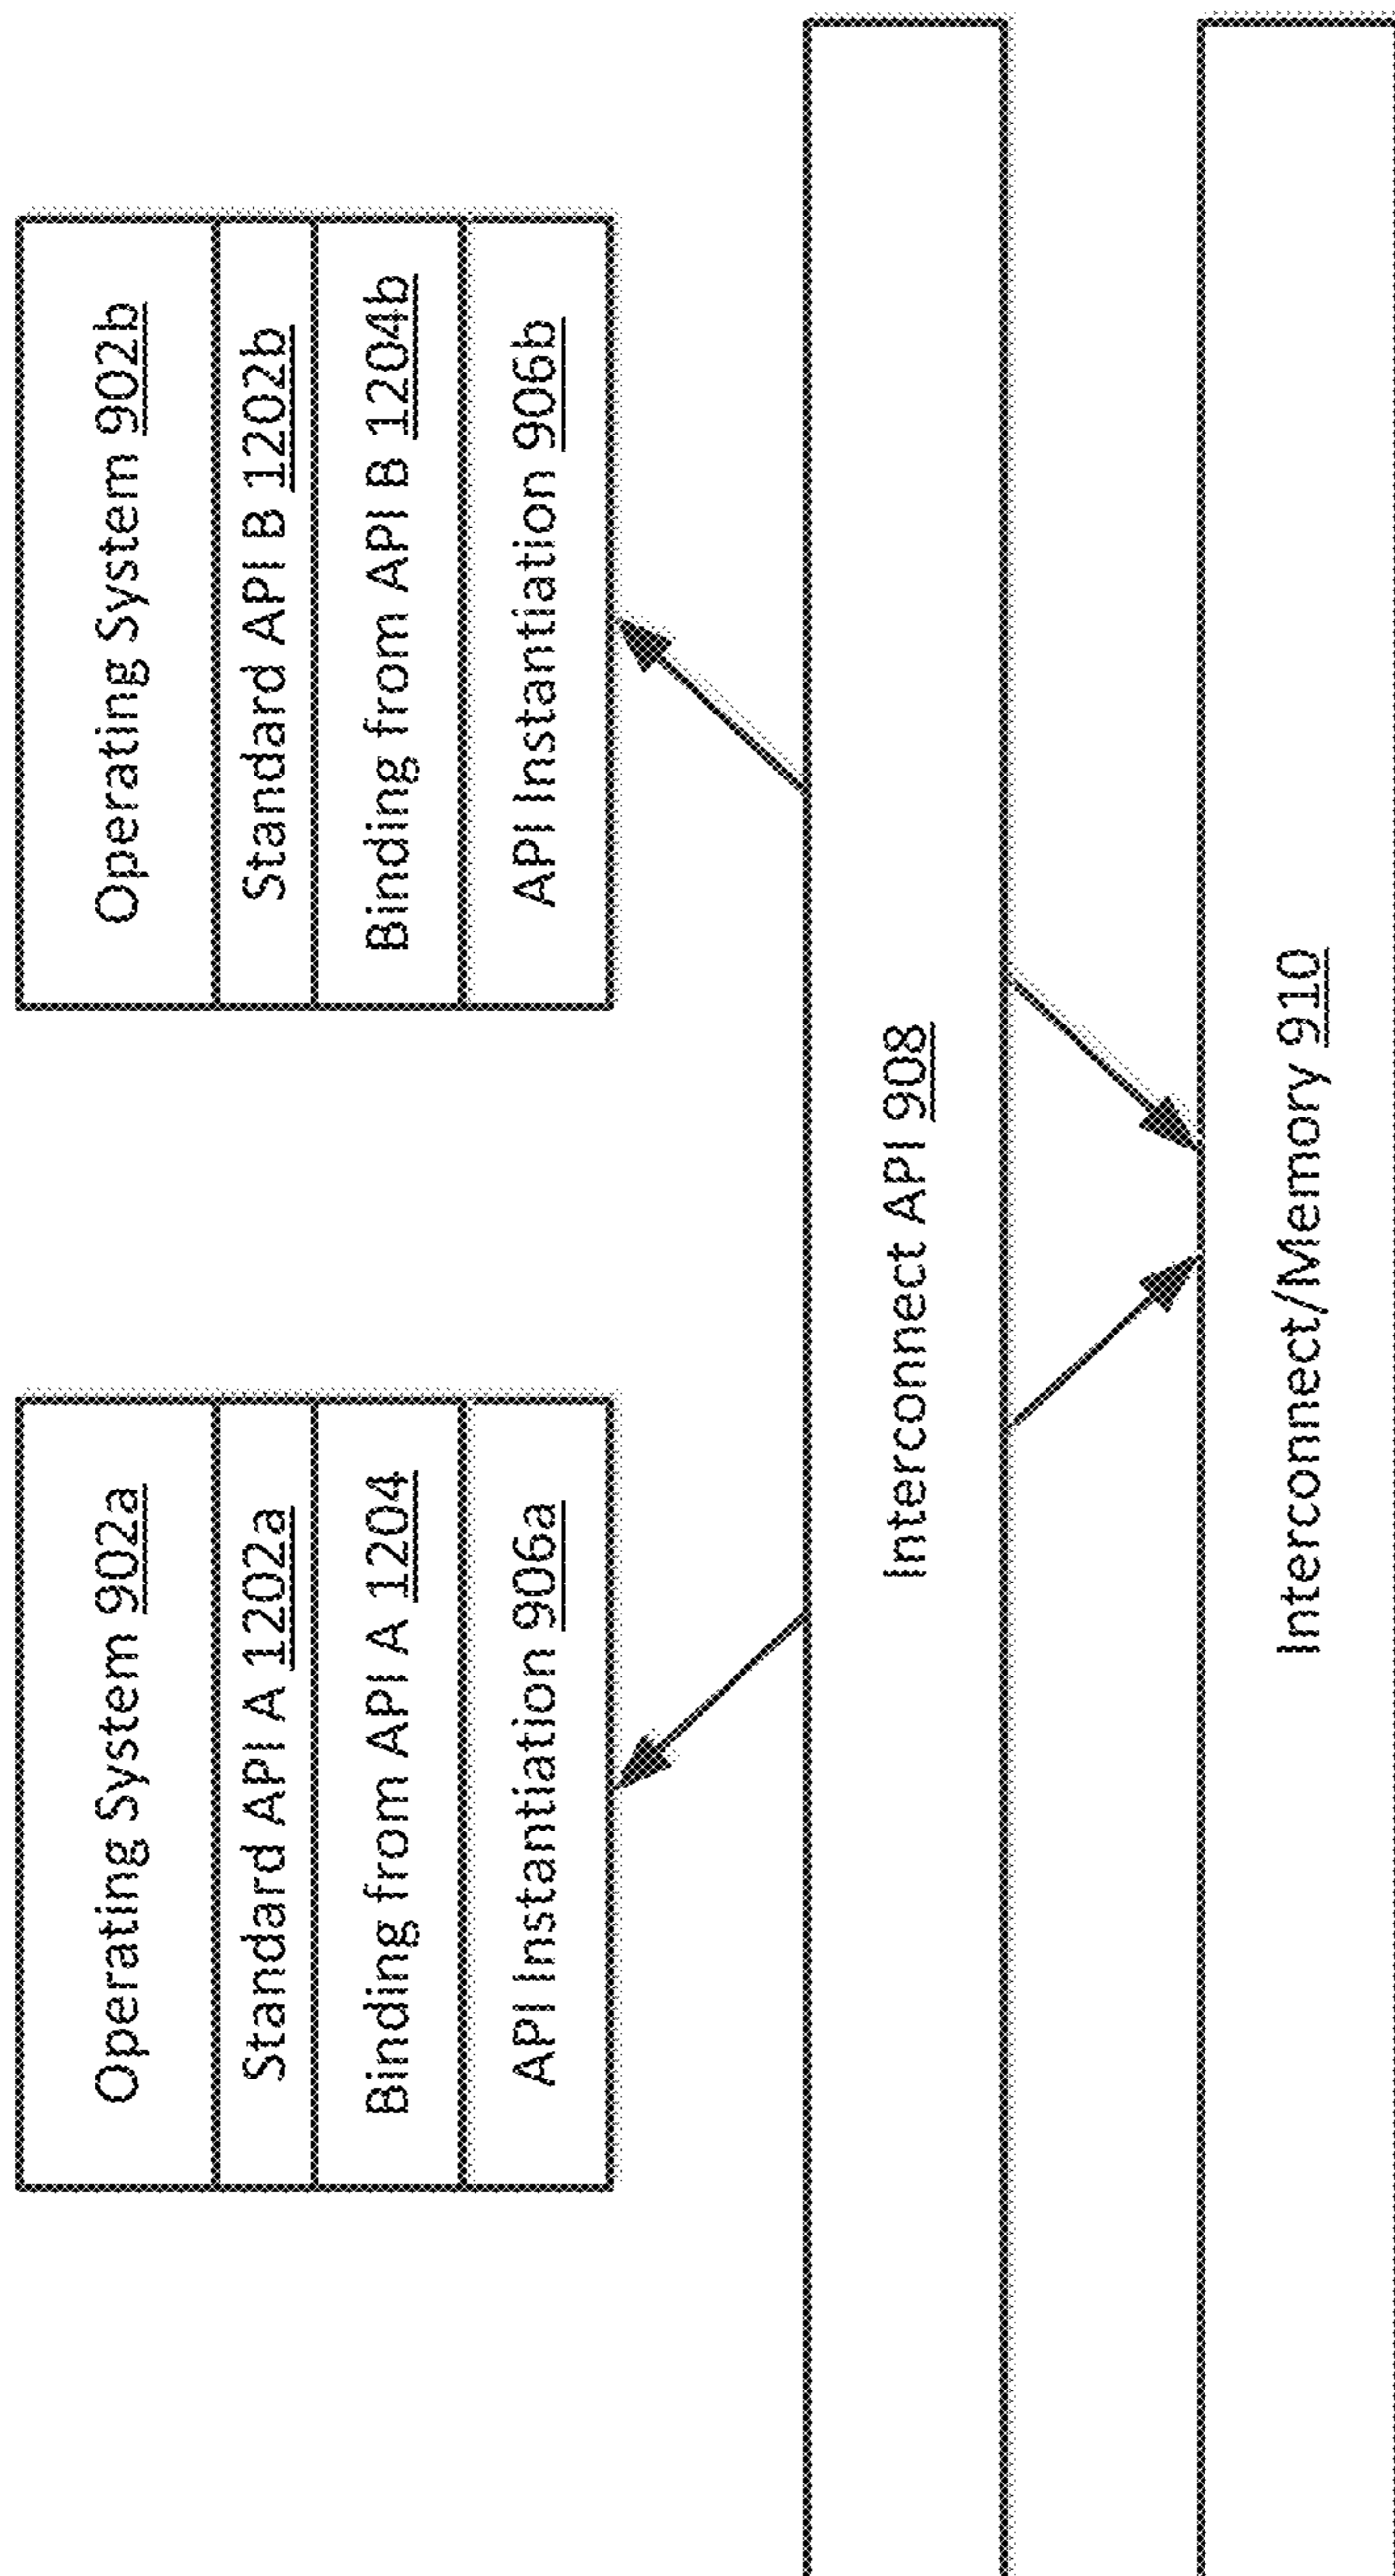 Operating System 902a
Standard API A 1202a
Binding from API A 1204
API Instantiation 906a
Operating System 902b
Standard API B 1202b
Binding from API B 1204b
API Instantiation 906b
Interconnect API 908
Interconnect/Memory 910